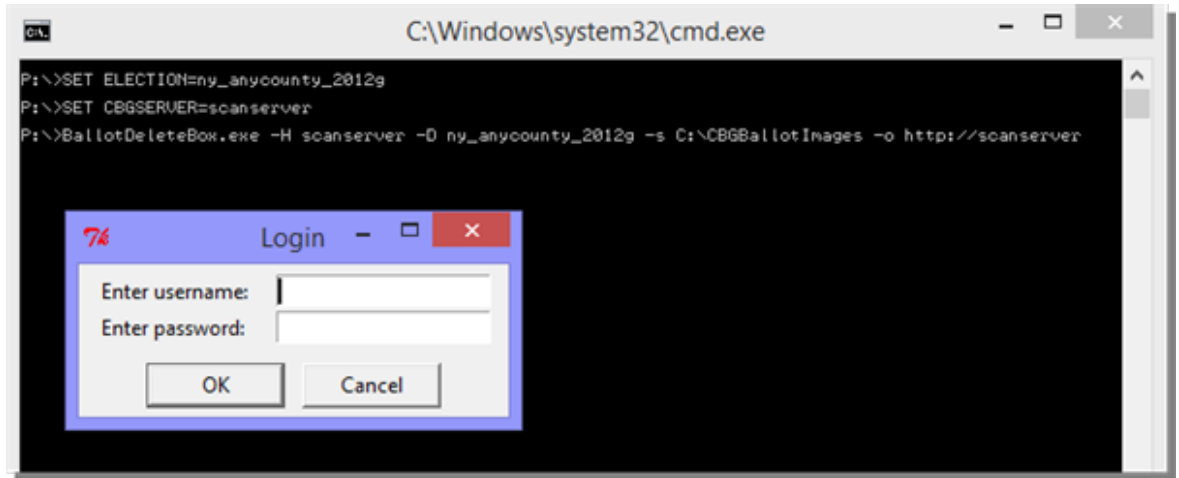 C:\Windows\system32\cmd.exe
P:\>SET ELECTION=ny_anycounty_2012g
P:\>SET CBGSERVER=scanserver
P:\>BallotDeleteBox.exe -H scanserver -D ny_anycounty_2012g -s C:\CBGBallotImages -o http://scanserver
Login
Enter username:
Enter password:
OK Cancel